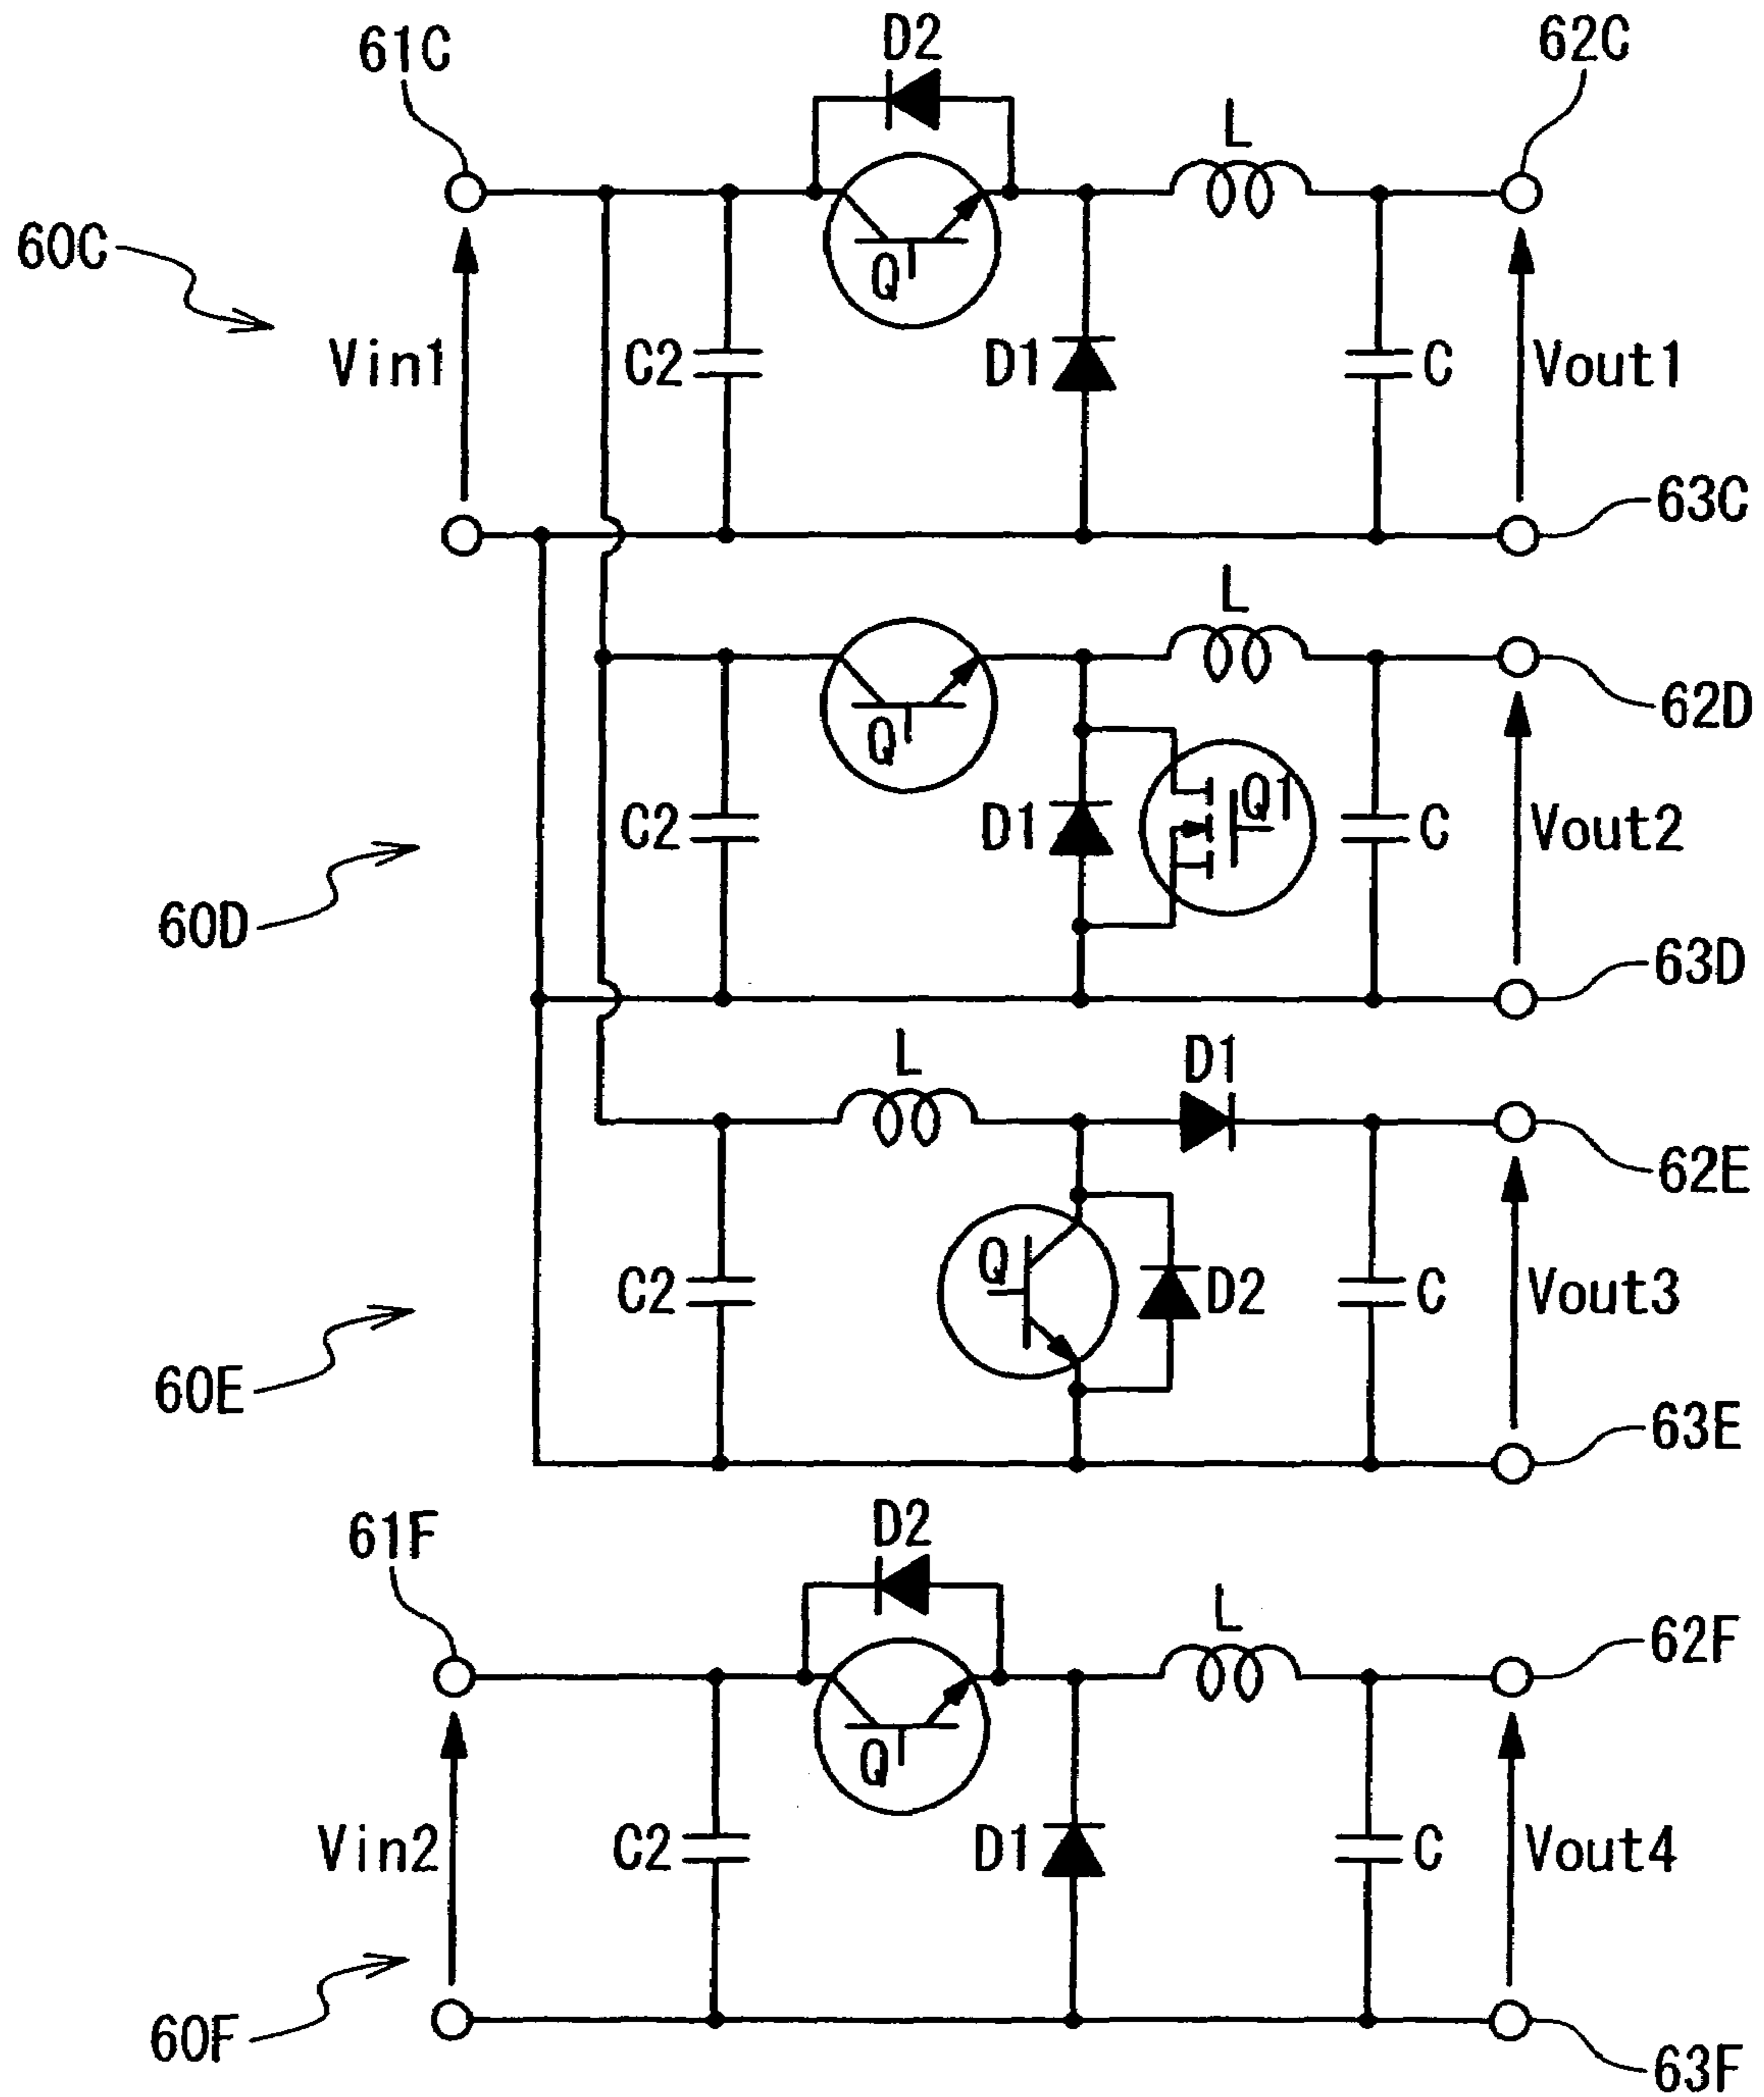 61C
D2
62C
L
60C
Q
Vin1
C2
D1
C
Vout1
63C
L
62D
Q
Q1
C2
D1
C
Vout2
60D
63D
L
D1
62E
Q
C2
D2
C
Vout3
60E
63E
61F
D2
L
62F
Q
Vin2
C2
D1
C
Vout4
60F
63F